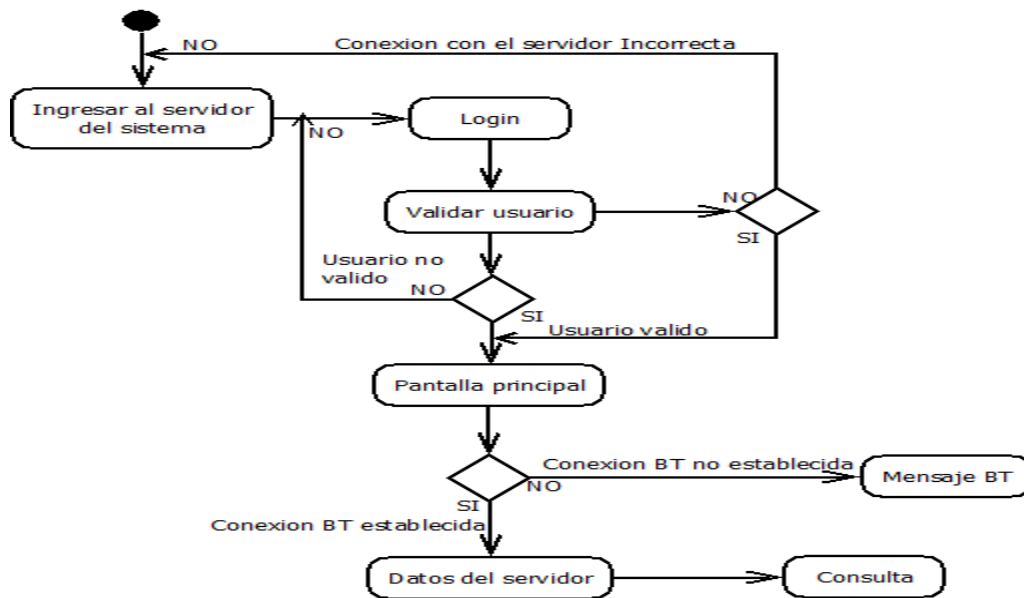 NO
Conexion con el servidor Incorrecta
Ingresar al servidor
del sistema
NO
Login
Validar usuario
NO
SI
Usuario no
valido
NO
SI
Usuario valido
Pantalla principal
Conexion BT no establecida
NO
Mensaje BT
SI
Conexion BT establecida
Datos del servidor
Consulta